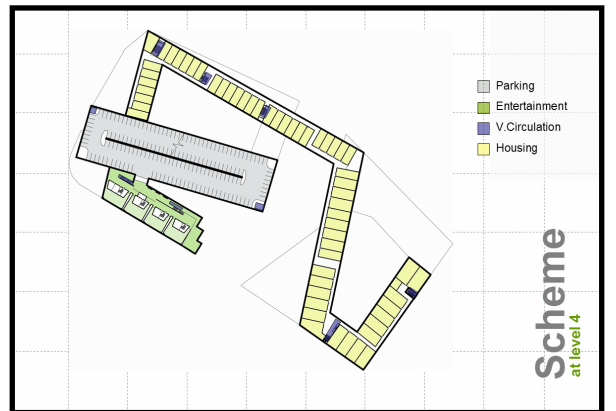 Parking
Entertainment
V.Circulation
Housing
Scheme
at level 4